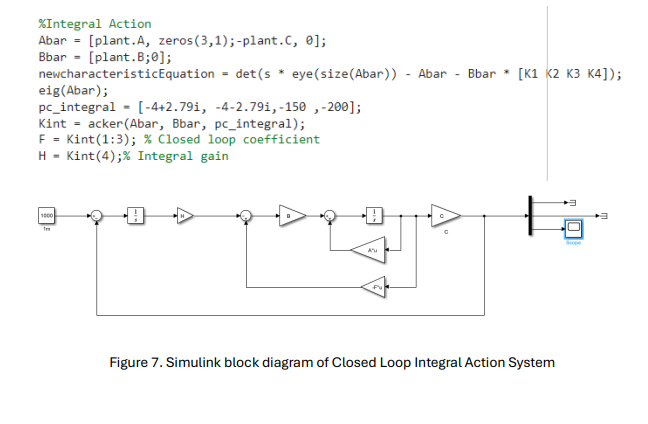 %Integral Action
Abar = [plant.A, zeros(3,1);-plant.C, 0];
Bbar = [plant.B;0];
newcharacteristicEquation = det(s * eye(size(Abar)) - Abar - Bbar * [K1 K2 K3 K4]);
eig(Abar);
pc_integral = [-4+2.79i, -4-2.79i,-150 ,-200];
Kint = acker(Abar, Bbar, pc_integral);
F = Kint(1:3); % Closed loop coefficient
H = Kint(4);% Integral gain
1000
1m
1
s
H
B
1
s
C
C
A*u
Scope
Figure 7. Simulink block diagram of Closed Loop Integral Action System